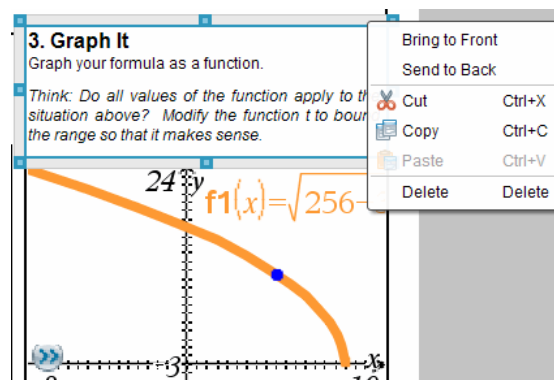 3. Graph It
Graph your formula as a function.
Think: Do all values of the function apply to
situation above? Modify the function t to
the range so that it makes sense.
Bring to Front
Send to Back
Cut Ctrl+X
Copy Ctrl+C
Paste Ctrl+V
Delete Delete
24 y
f1(x)=√256-
-3
x